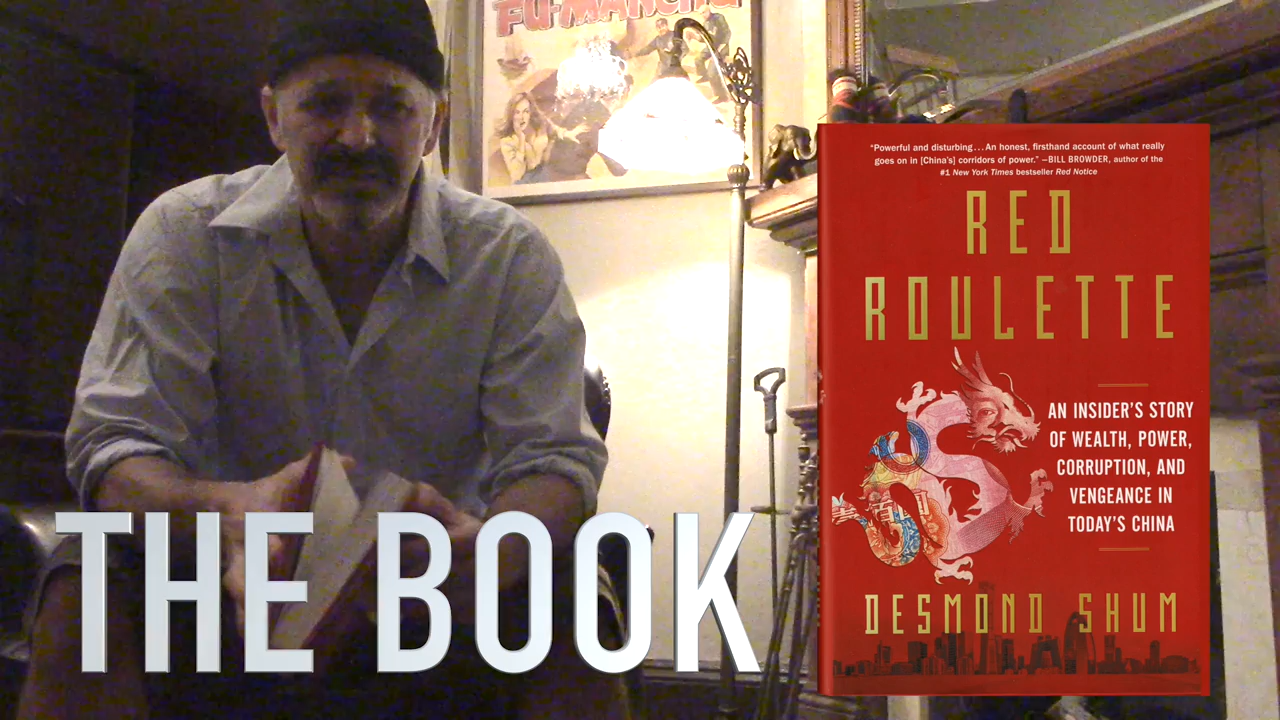 FU-MANCHU
"Powerful and disturbing...An honest, firsthand account of what really
goes on in [China's] corridors of power." —BILL BROWDER, author of the
#1 New York Times bestseller Red Notice
RED
ROULETTE
AN INSIDER'S STORY
OF WEALTH, POWER,
CORRUPTION, AND
VENGEANCE IN
TODAY'S CHINA
DESMOND SHUM
THE BOOK